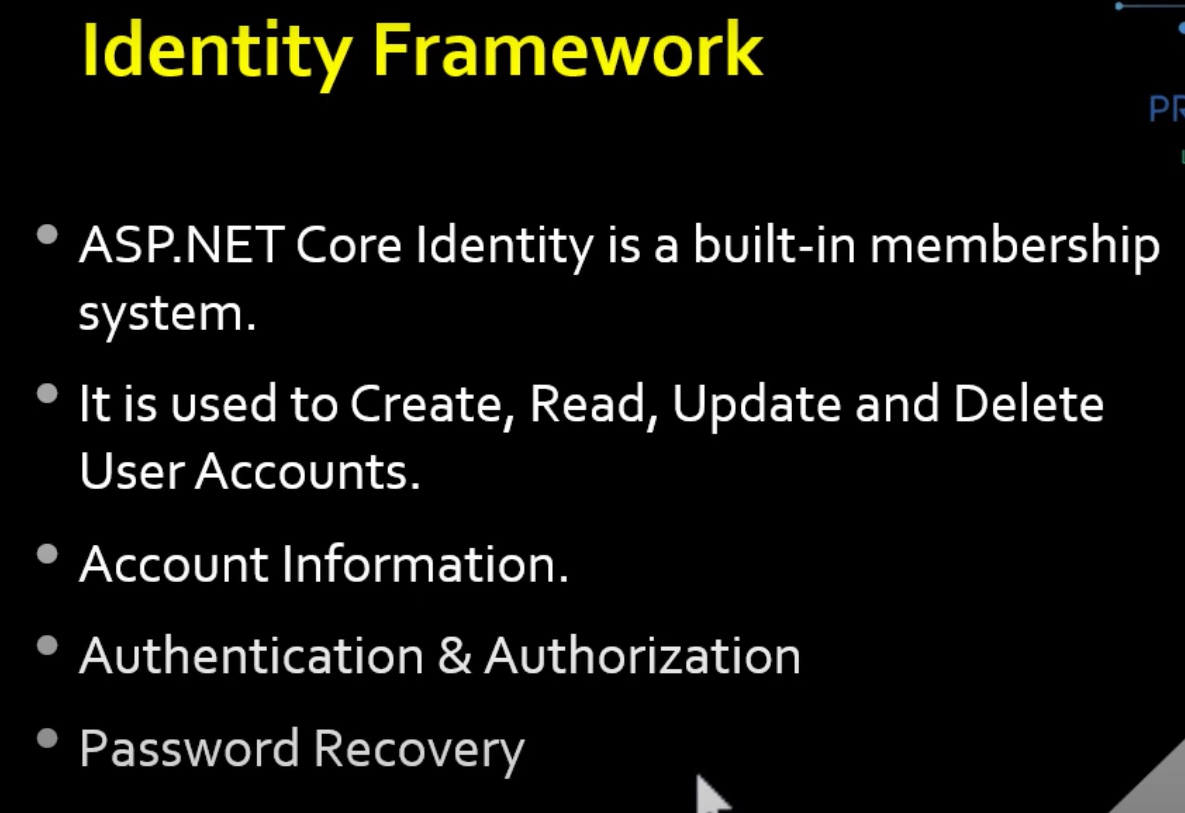 Identity Framework
PR
• ASP.NET Core Identity is a built-in membership
system.
• It is used to Create, Read, Update and Delete
User Accounts.
• Account Information.
• Authentication & Authorization
• Password Recovery